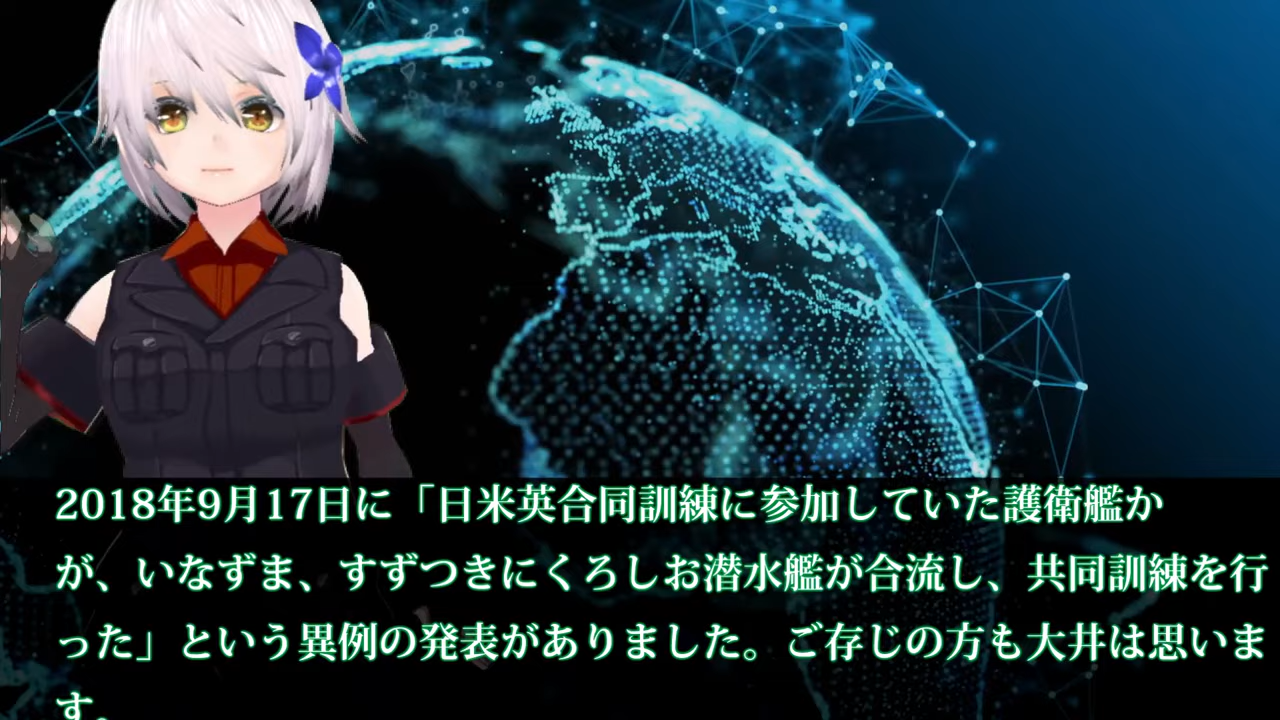 2018年9月17日に「日米英合同訓練に参加していた護衛艦か
が、いなずま、すずつきにくろしお潜水艦が合流し、共同訓練を行
った」という異例の発表がありました。ご存じの方も大井は思いま
す。